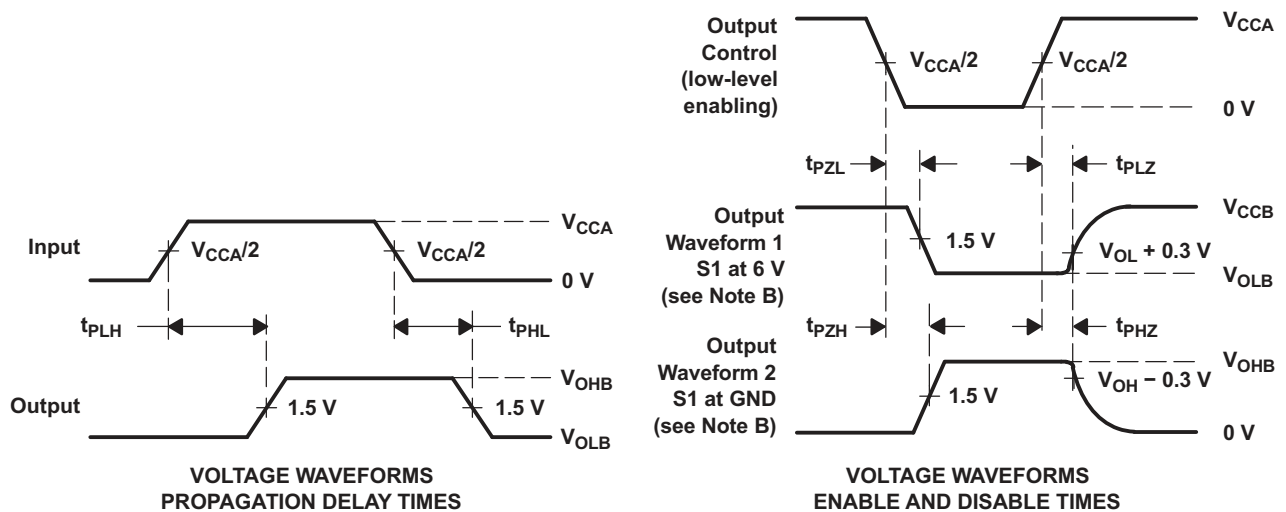 Input
V_CCA/2
V_CCA/2
V_CCA
0 V
t_PLH
t_PHL
Output
1.5 V
1.5 V
V_OHB
V_OLB
VOLTAGE WAVEFORMS
PROPAGATION DELAY TIMES
Output
Control
(low-level
enabling)
V_CCA/2
V_CCA/2
V_CCA
0 V
t_PZL
t_PLZ
Output
Waveform 1
S1 at 6 V
(see Note B)
1.5 V
V_CCB
V_OL + 0.3 V
V_OLB
t_PZH
t_PHZ
Output
Waveform 2
S1 at GND
(see Note B)
1.5 V
V_OHB
V_OH − 0.3 V
0 V
VOLTAGE WAVEFORMS
ENABLE AND DISABLE TIMES